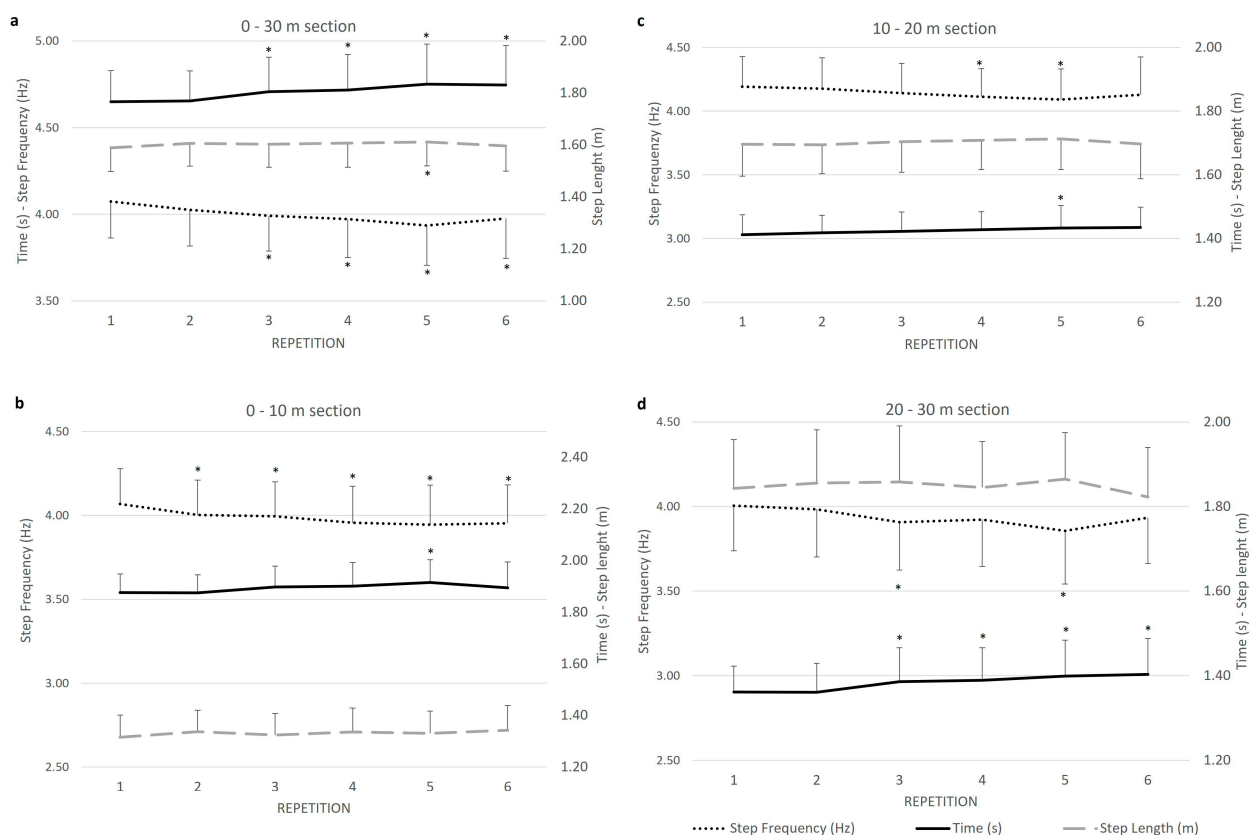 a
0 - 30 m section
Time (s) - Step Frequenzy (Hz)
5.00
4.50
4.00
3.50
Step Lenght (m)
2.00
1.80
1.60
1.40
1.20
1.00
* * * *
*
* * * *
1 2 3 4 5 6
REPETITION
c
10 - 20 m section
Step Frequenzy (Hz)
4.50
4.00
3.50
3.00
2.50
Time (s) - Step Lenght (m)
2.00
1.80
1.60
1.40
1.20
* *
*
1 2 3 4 5 6
REPETITION
b
0 - 10 m section
Step Frequency (Hz)
4.50
4.00
3.50
3.00
2.50
Time (s) - Step lenght (m)
2.40
2.20
2.00
1.80
1.60
1.40
1.20
* * * * *
*
1 2 3 4 5 6
REPETITION
d
20 - 30 m section
Step Frequency (Hz)
4.50
4.00
3.50
3.00
2.50
Time (s) - Step lenght (m)
2.00
1.80
1.60
1.40
1.20
* *
* * * *
1 2 3 4 5 6
REPETITION
Step Frequency (Hz) Time (s) Step Length (m)